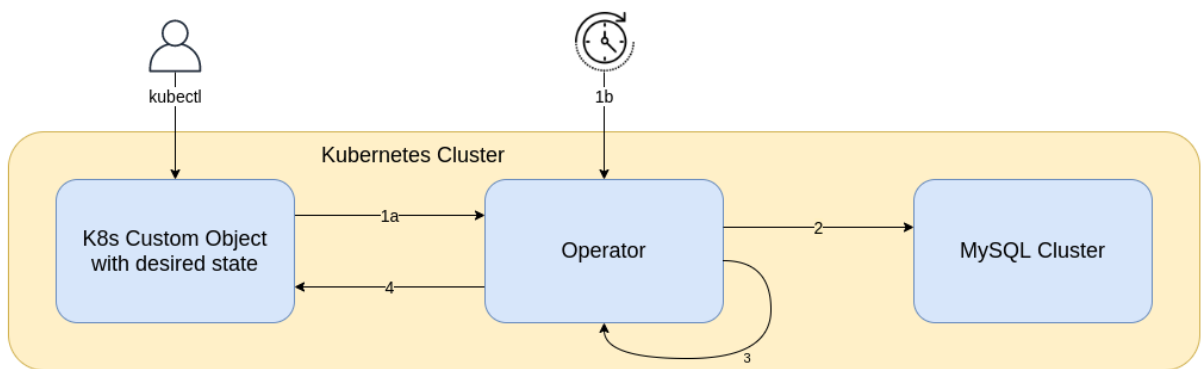 kubectl
1b
Kubernetes Cluster
K8s Custom Object
with desired state
1a
4
Operator
2
3
MySQL Cluster